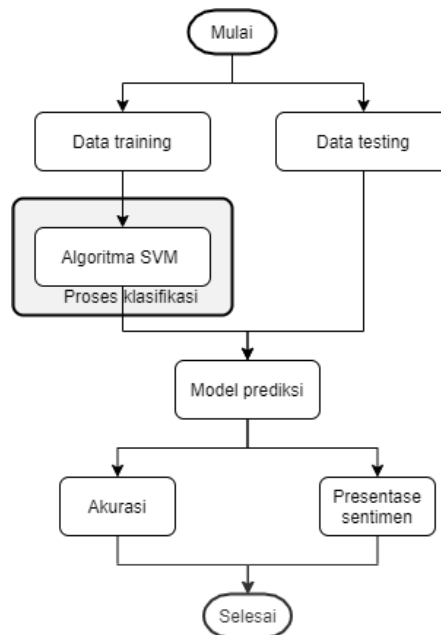 Mulai
Data training
Data testing
Algoritma SVM
Proses klasifikasi
Model prediksi
Akurasi
Presentase
sentimen
Selesai